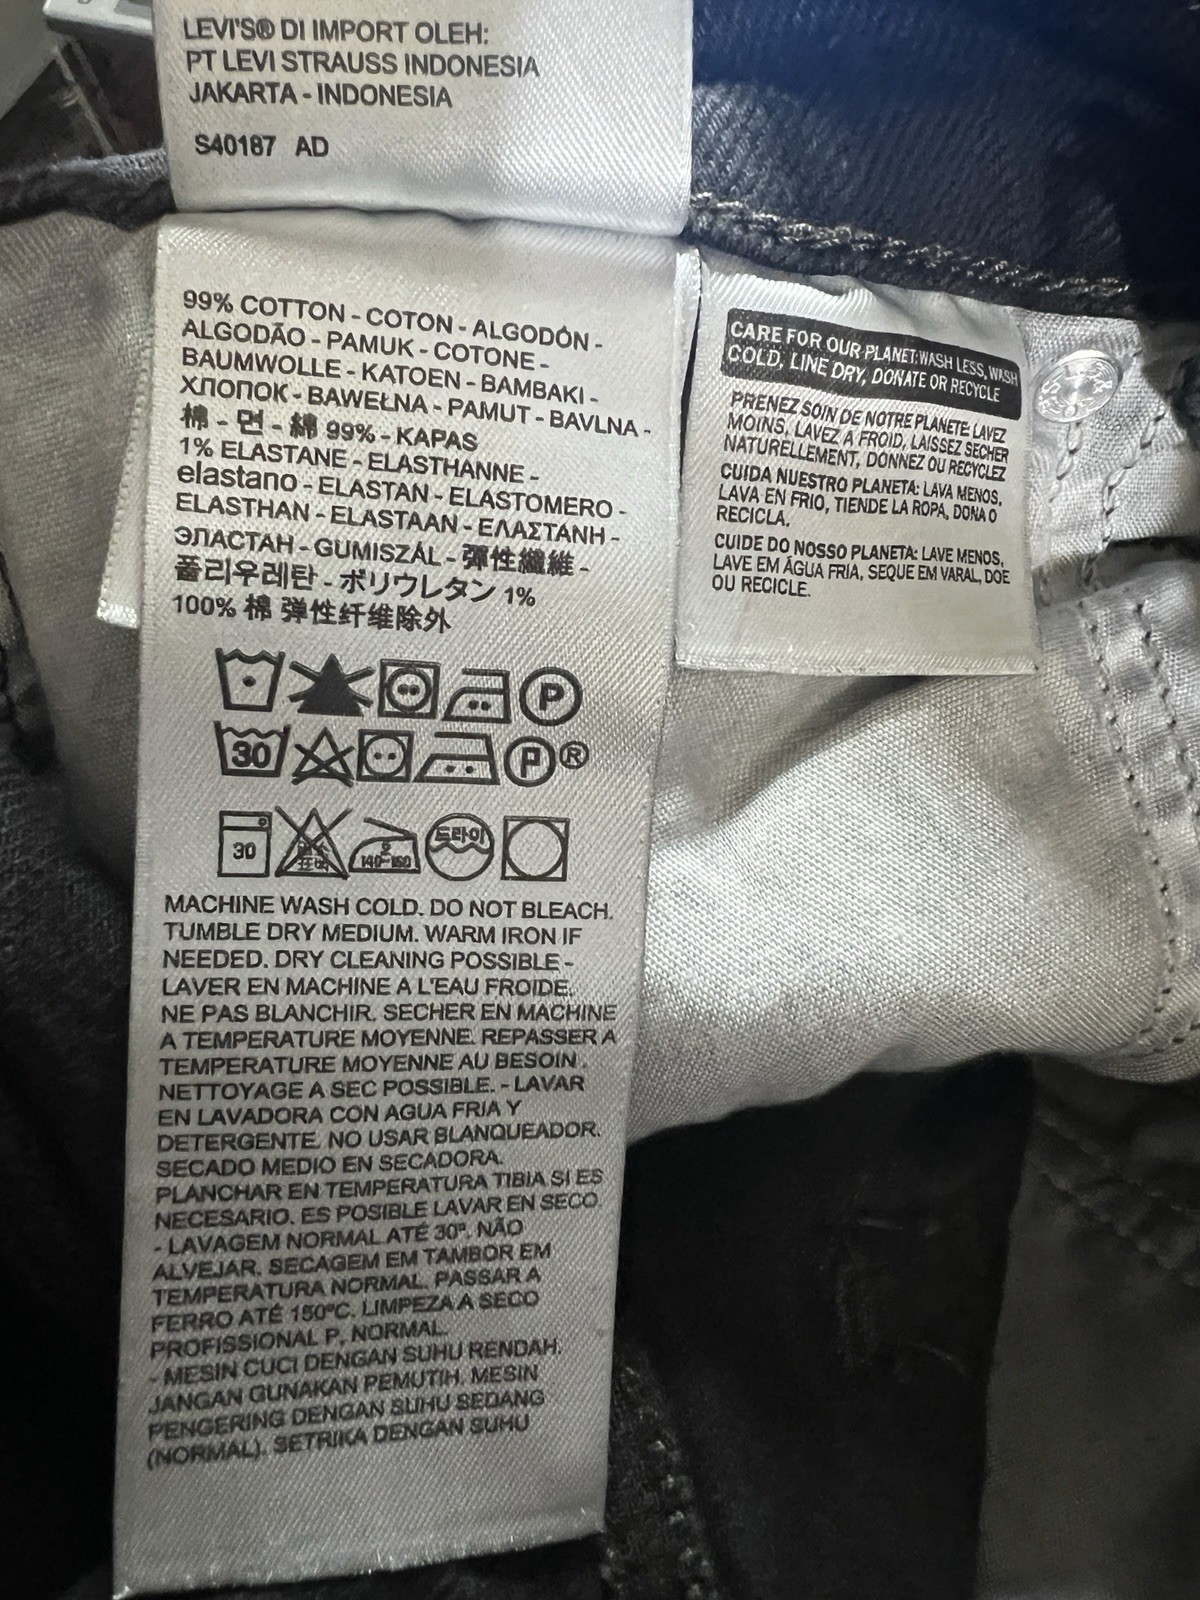 LEVI'S® DI IMPORT OLEH:
PT LEVI STRAUSS INDONESIA
JAKARTA - INDONESIA
S40187 AD
99% COTTON - COTON - ALGODÓN -
ALGODÃO - PAMUK - COTONE -
BAUMWOLLE - KATOEN - BAMBAKI -
ХЛОПОК - BAWEŁNA - PAMUT - BAVLNA -
棉 - 면 - 綿 99% - KAPAS
1% ELASTANE - ELASTHANNE -
elastano - ELASTAN - ELASTOMERO -
ELASTHAN - ELASTAAN - ΕΛΑΣΤΑΝΗ -
ЭЛАСТАН - GUMISZÁL - 彈性纖維 -
폴리우레탄 - ポリウレタン 1%
100% 棉 弹性纤维除外
P
30 P ®
30 140-160 드라이
MACHINE WASH COLD. DO NOT BLEACH.
TUMBLE DRY MEDIUM. WARM IRON IF
NEEDED. DRY CLEANING POSSIBLE -
LAVER EN MACHINE A L'EAU FROIDE.
NE PAS BLANCHIR. SECHER EN MACHINE
A TEMPERATURE MOYENNE. REPASSER A
TEMPERATURE MOYENNE AU BESOIN.
NETTOYAGE A SEC POSSIBLE. - LAVAR
EN LAVADORA CON AGUA FRIA Y
DETERGENTE. NO USAR BLANQUEADOR.
SECADO MEDIO EN SECADORA.
PLANCHAR EN TEMPERATURA TIBIA SI ES
NECESARIO. ES POSIBLE LAVAR EN SECO.
- LAVAGEM NORMAL ATÉ 30º. NÃO
ALVEJAR. SECAGEM EM TAMBOR EM
TEMPERATURA NORMAL. PASSAR A
FERRO ATÉ 150ºC. LIMPEZA A SECO
PROFISSIONAL P, NORMAL.
- MESIN CUCI DENGAN SUHU RENDAH.
JANGAN GUNAKAN PEMUTIH. MESIN
PENGERING DENGAN SUHU SEDANG
(NORMAL). SETRIKA DENGAN SUHU
CARE FOR OUR PLANET: WASH LESS, WASH
COLD, LINE DRY, DONATE OR RECYCLE
PRENEZ SOIN DE NOTRE PLANETE: LAVEZ
MOINS, LAVEZ A FROID, LAISSEZ SECHER
NATURELLEMENT, DONNEZ OU RECYCLEZ
CUIDA NUESTRO PLANETA: LAVA MENOS,
LAVA EN FRIO, TIENDE LA ROPA, DONA O
RECICLA.
CUIDE DO NOSSO PLANETA: LAVE MENOS,
LAVE EM ÁGUA FRIA, SEQUE EM VARAL, DOE
OU RECICLE.